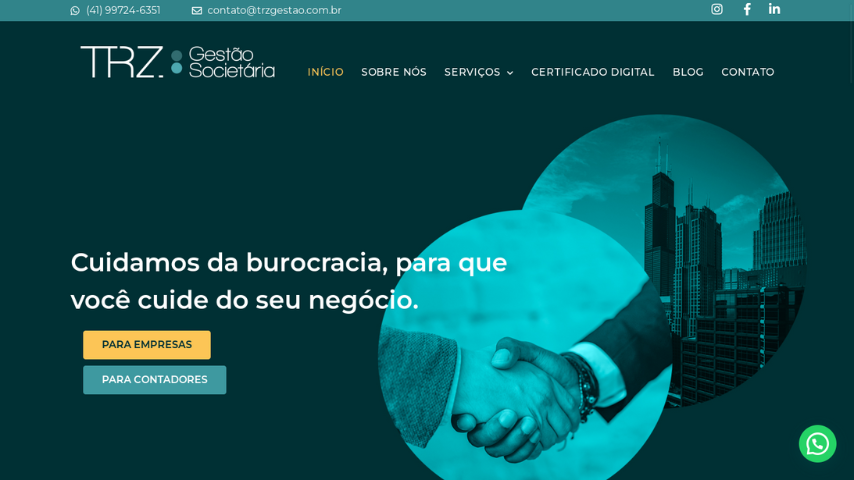 (41) 99724-6351
contato@trzgestao.com.br
TRZ. Gestão
Societária
INÍCIO SOBRE NÓS SERVIÇOS CERTIFICADO DIGITAL BLOG CONTATO
Cuidamos da burocracia, para que
você cuide do seu negócio.
PARA EMPRESAS
PARA CONTADORES